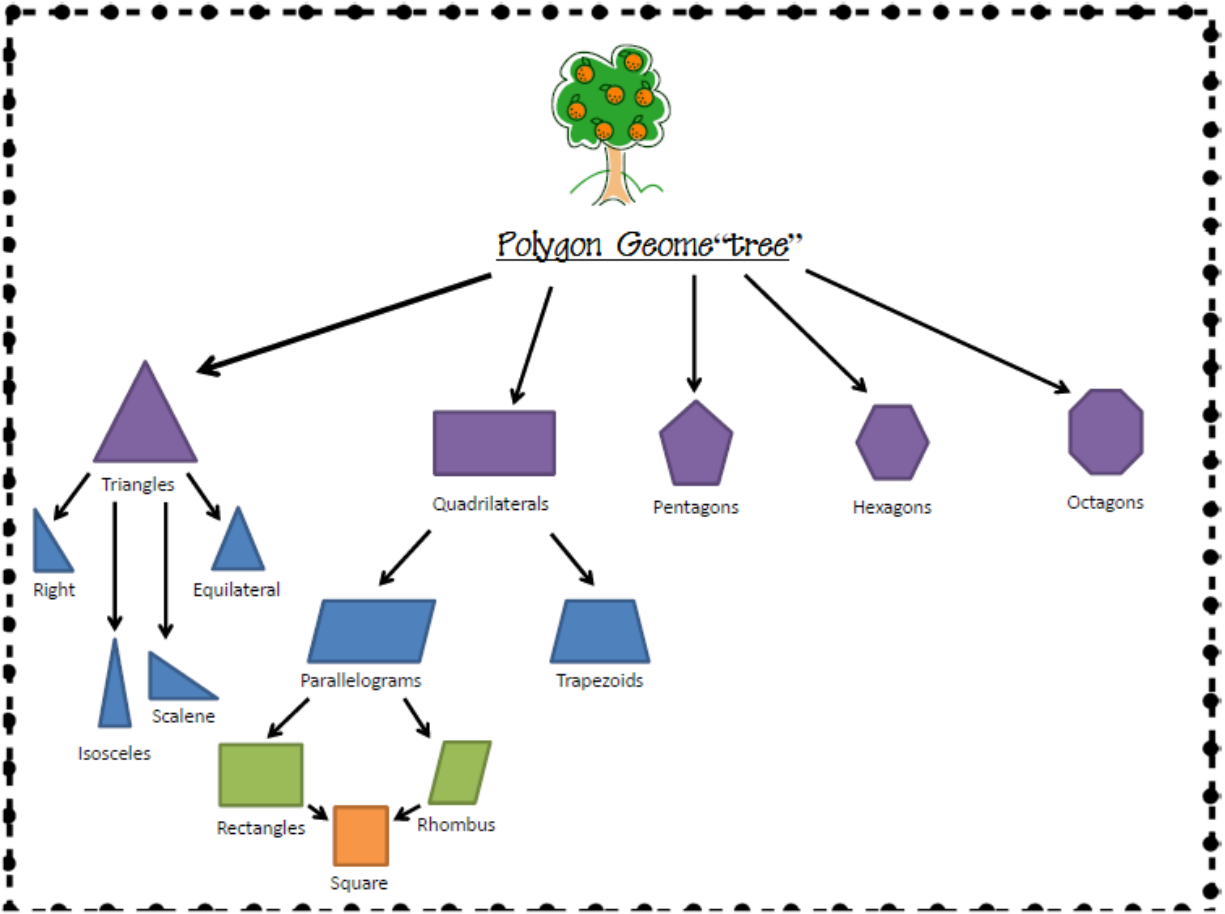 Polygon Geome“tree”
Triangles
Quadrilaterals
Pentagons
Hexagons
Octagons
Right
Equilateral
Isosceles
Scalene
Parallelograms
Trapezoids
Rectangles
Rhombus
Square